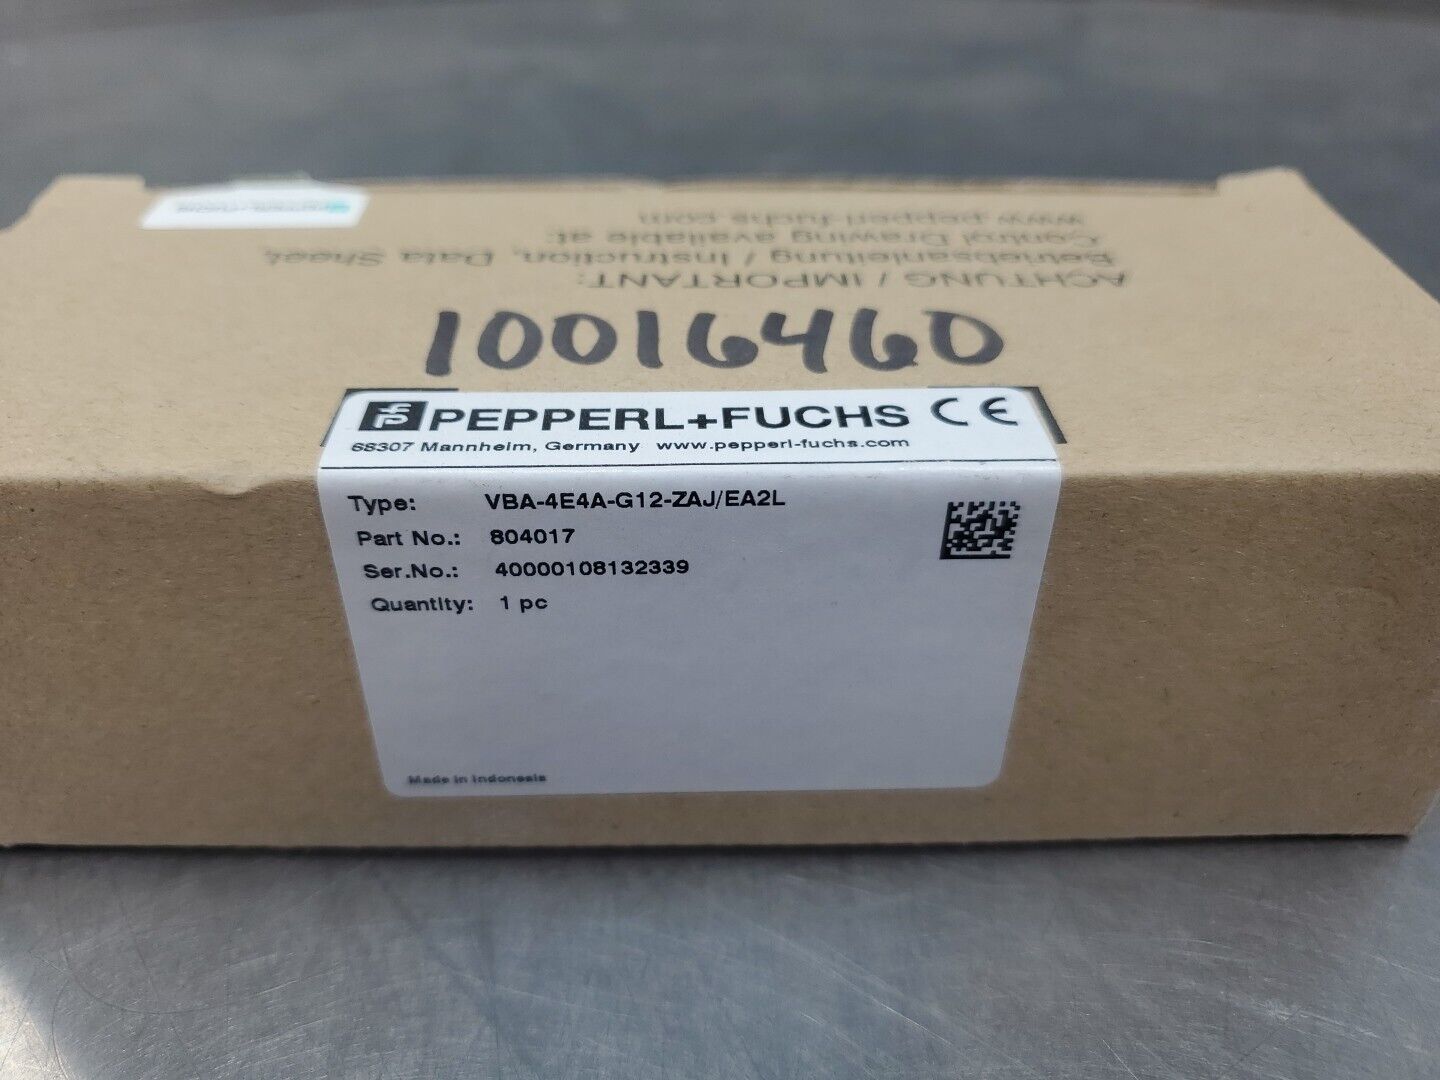 ACHTUNG / IMPORTANT:
Betriebsanleitung / Instruction, Data Sheet,
Control Drawing available at:
www.pepperl-fuchs.com
10016460
PEPPERL+FUCHS CE
68307 Mannheim, Germany www.pepperl-fuchs.com
Type: VBA-4E4A-G12-ZAJ/EA2L
Part No.: 804017
Ser.No.: 40000108132339
Quantity: 1 pc
Made in Indonesia